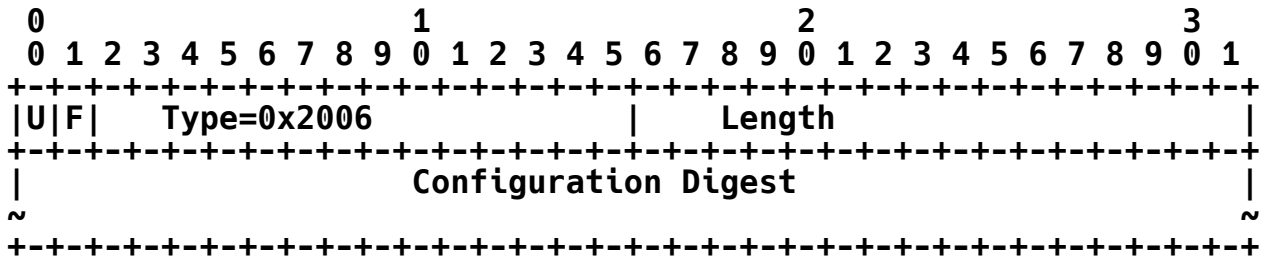 0                   1                   2                   3
 0 1 2 3 4 5 6 7 8 9 0 1 2 3 4 5 6 7 8 9 0 1 2 3 4 5 6 7 8 9 0 1
+-+-+-+-+-+-+-+-+-+-+-+-+-+-+-+-+-+-+-+-+-+-+-+-+-+-+-+-+-+-+-+-+
|U|F|   Type=0x2006             |    Length                     |
+-+-+-+-+-+-+-+-+-+-+-+-+-+-+-+-+-+-+-+-+-+-+-+-+-+-+-+-+-+-+-+-+
|                    Configuration Digest                       |
~                                                               ~
+-+-+-+-+-+-+-+-+-+-+-+-+-+-+-+-+-+-+-+-+-+-+-+-+-+-+-+-+-+-+-+-+